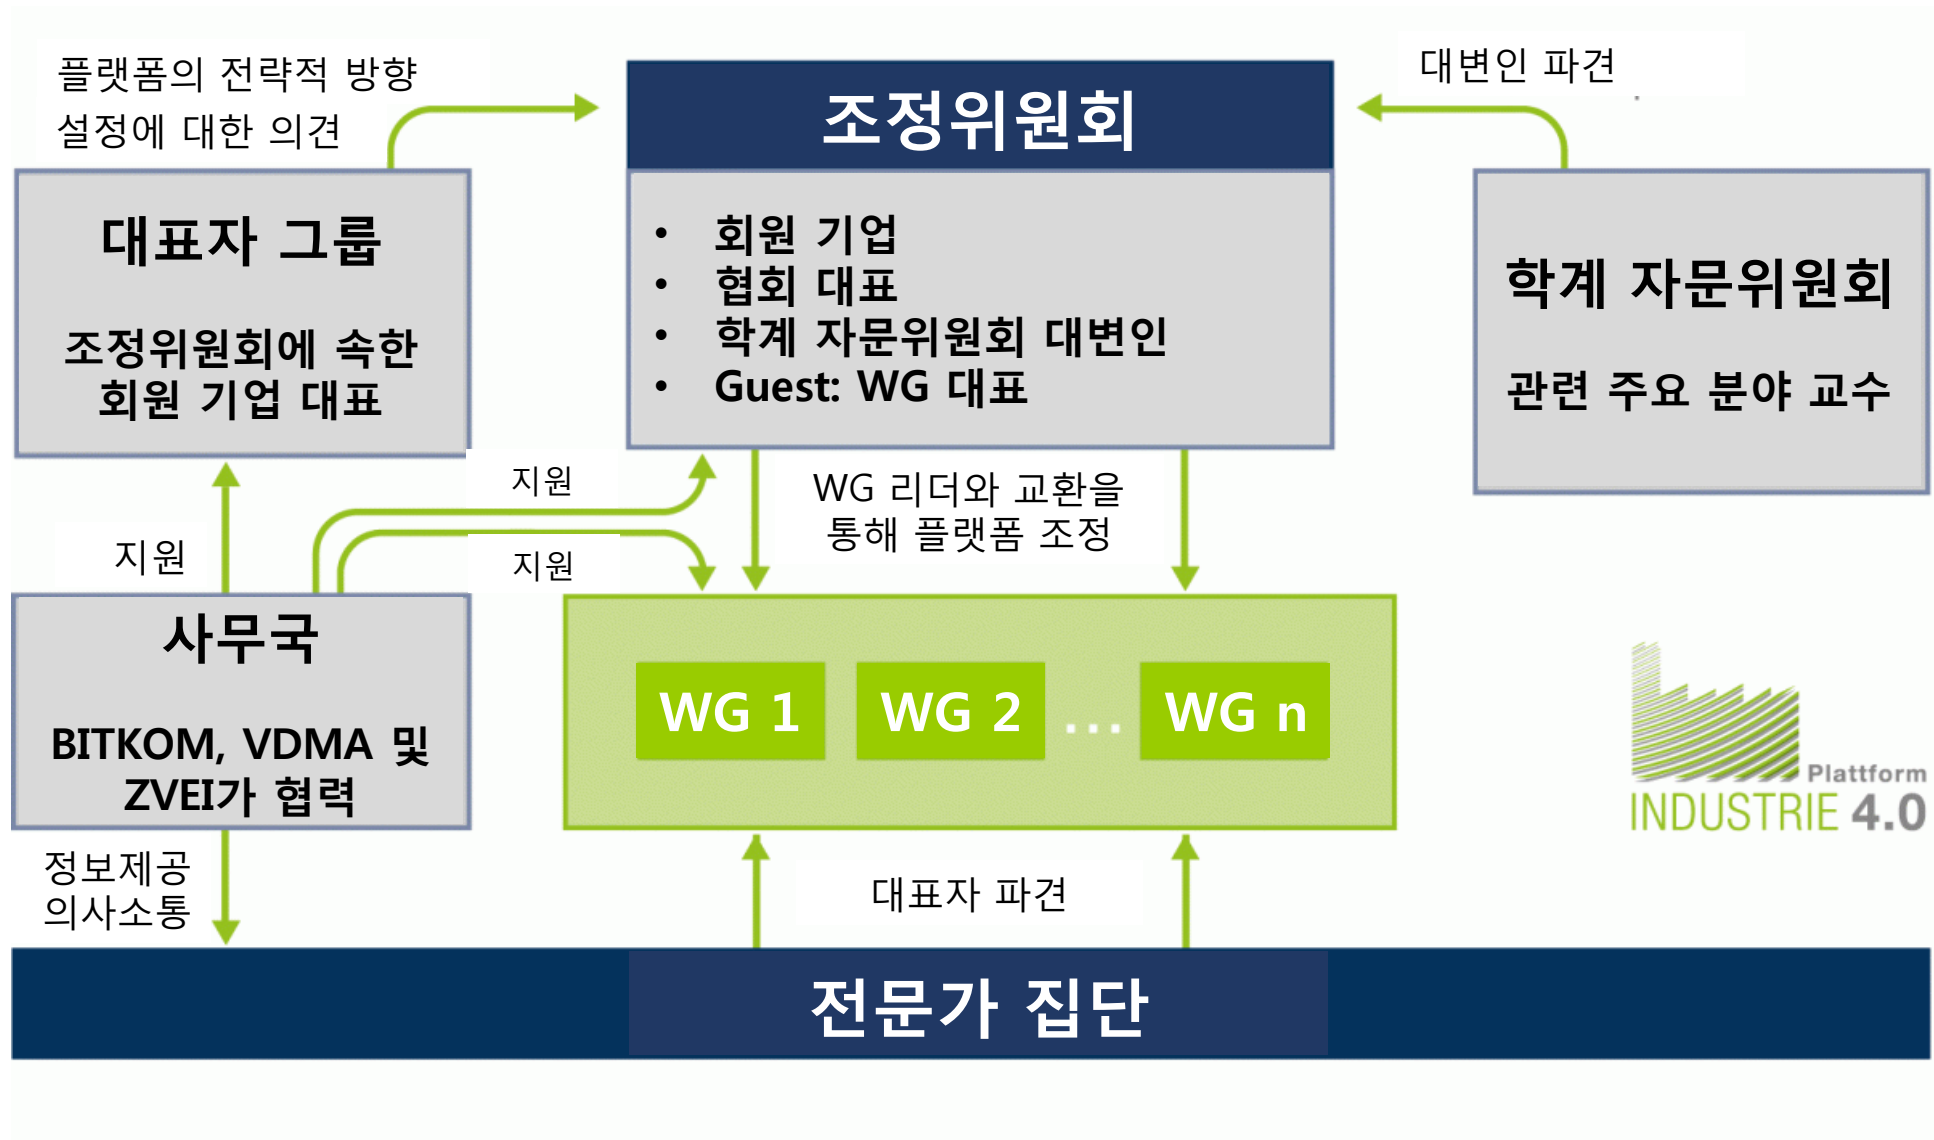 플랫폼의 전략적 방향
설정에 대한 의견
조정위원회
대변인 파견
대표자 그룹
조정위원회에 속한
회원 기업 대표
• 회원 기업
• 협회 대표
• 학계 자문위원회 대변인
• Guest: WG 대표
학계 자문위원회
관련 주요 분야 교수
지원
지원
지원
WG 리더와 교환을
통해 플랫폼 조정
사무국
BITKOM, VDMA 및
ZVEI가 협력
WG 1
WG 2
...
WG n
Plattform
INDUSTRIE 4.0
정보제공
의사소통
대표자 파견
전문가 집단